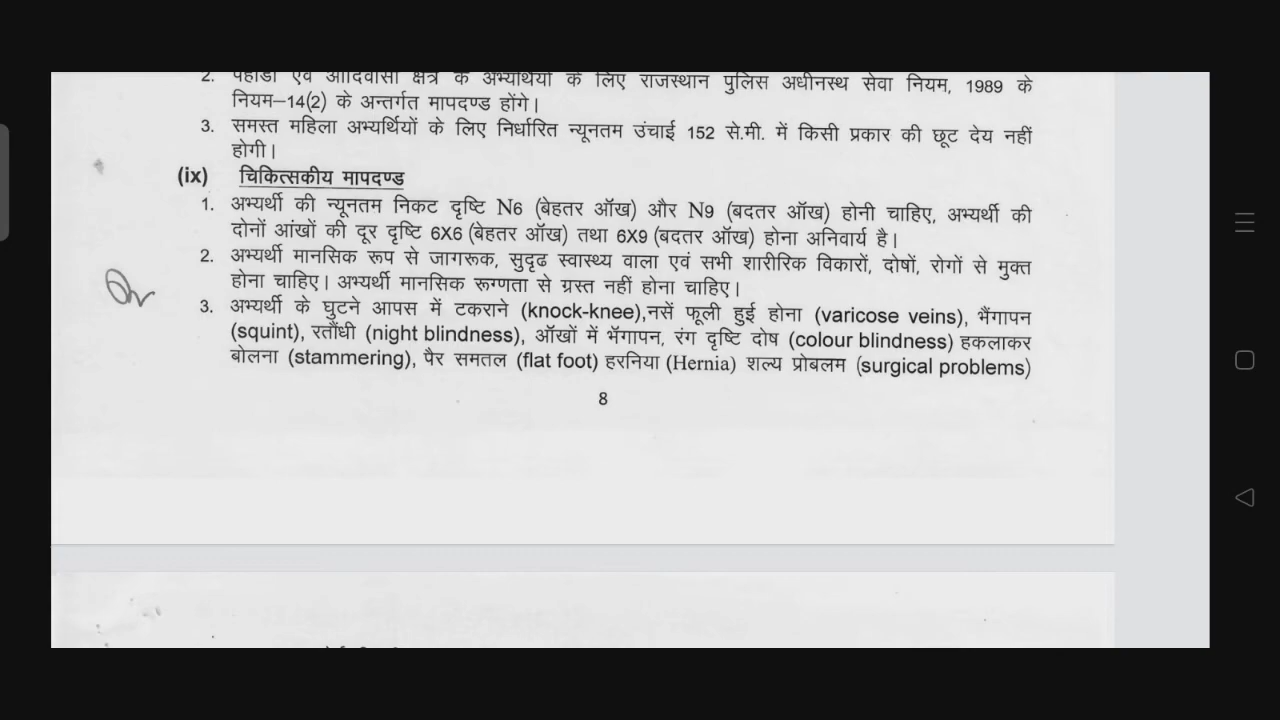 2. पहाड़ी एवं आदिवासी क्षेत्र के अभ्यर्थियों के लिए राजस्थान पुलिस अधीनस्थ सेवा नियम, 1989 के
नियम–14(2) के अन्तर्गत मापदण्ड होंगे।
3. समस्त महिला अभ्यर्थियों के लिए निर्धारित न्यूनतम उंचाई 152 से.मी. में किसी प्रकार की छूट देय नहीं
होगी।
(ix) चिकित्सकीय मापदण्ड
1. अभ्यर्थी की न्यूनतम निकट दृष्टि N6 (बेहतर ऑख) और N9 (बदतर ऑख) होनी चाहिए, अभ्यर्थी की
दोनों आंखों की दूर दृष्टि 6X6 (बेहतर ऑख) तथा 6X9 (बदतर ऑख) होना अनिवार्य है।
2. अभ्यर्थी मानसिक रूप से जागरूक, सुदृढ स्वास्थ्य वाला एवं सभी शारीरिक विकारों, दोषों, रोगों से मुक्त
होना चाहिए। अभ्यर्थी मानसिक रूग्णता से ग्रस्त नहीं होना चाहिए।
3. अभ्यर्थी के घुटने आपस में टकराने (knock-knee),नसें फूली हुई होना (varicose veins), भैंगापन
(squint), रतौंधी (night blindness), ऑखों में भॅगापन, रंग दृष्टि दोष (colour blindness) हकलाकर
बोलना (stammering), पैर समतल (flat foot) हरनिया (Hernia) शल्य प्रोबलम (surgical problems)
8